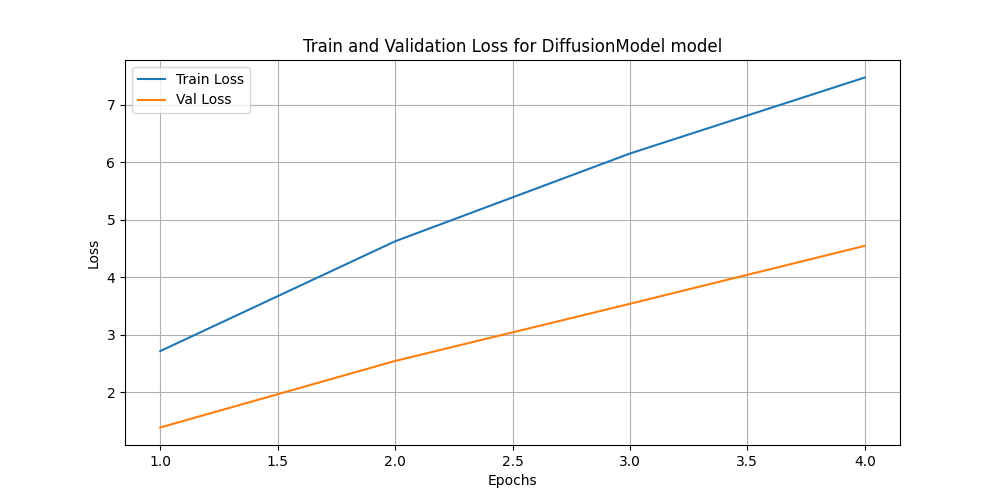 Train and Validation Loss for DiffusionModel model
Train Loss
Val Loss
7
6
5
4
3
2
Loss
1.0 1.5 2.0 2.5 3.0 3.5 4.0
Epochs